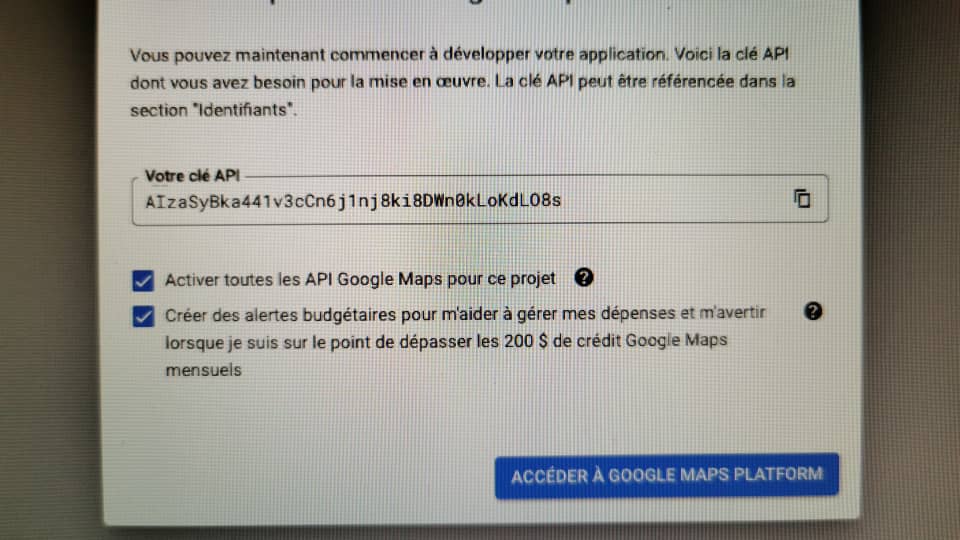 Vous pouvez maintenant commencer à développer votre application. Voici la clé API
dont vous avez besoin pour la mise en œuvre. La clé API peut être référencée dans la
section "Identifiants".
Votre clé API
AIzaSyBka441v3cCn6j1nj8ki8DWn0kLoKdLO8s
Activer toutes les API Google Maps pour ce projet
Créer des alertes budgétaires pour m'aider à gérer mes dépenses et m'avertir
lorsque je suis sur le point de dépasser les 200 $ de crédit Google Maps
mensuels
ACCÉDER À GOOGLE MAPS PLATFORM